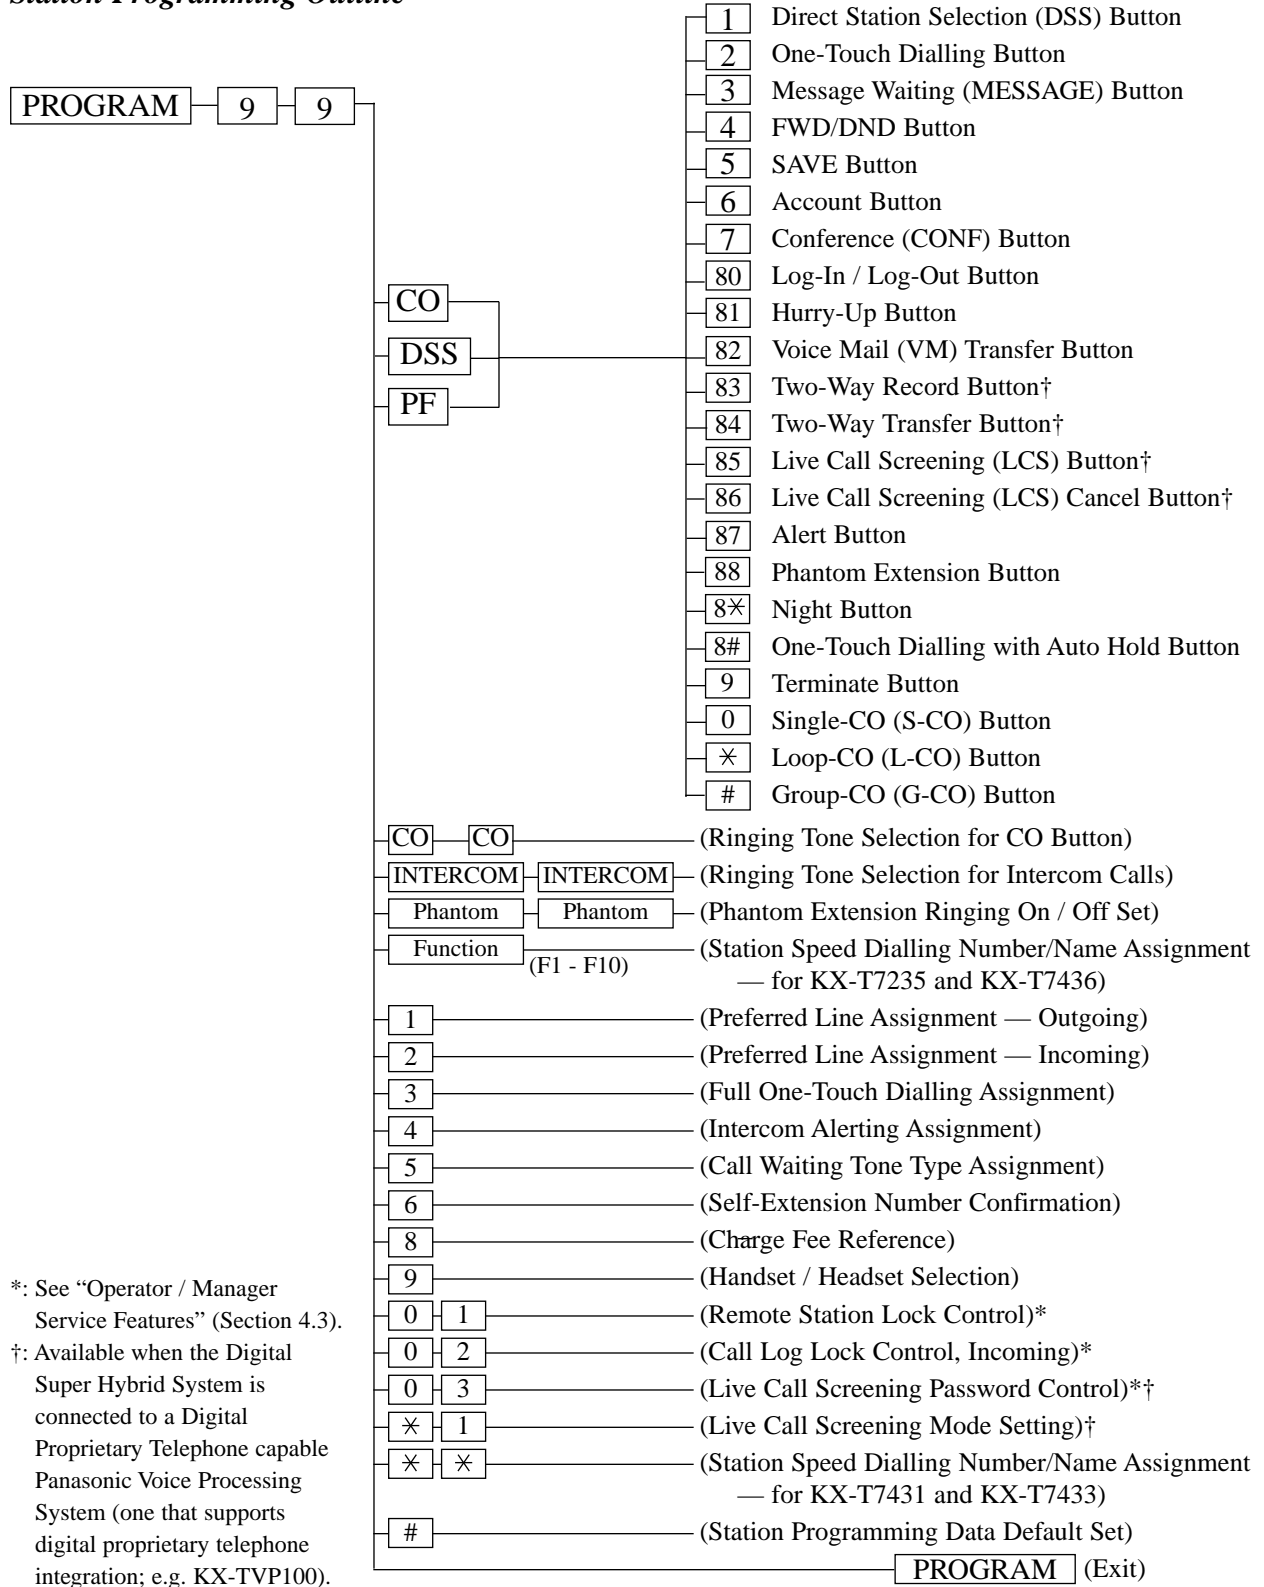 Station Programming Outline
PROGRAM 9 9
1 Direct Station Selection (DSS) Button
2 One-Touch Dialling Button
3 Message Waiting (MESSAGE) Button
4 FWD/DND Button
5 SAVE Button
6 Account Button
7 Conference (CONF) Button
80 Log-In / Log-Out Button
81 Hurry-Up Button
82 Voice Mail (VM) Transfer Button
83 Two-Way Record Button†
84 Two-Way Transfer Button†
85 Live Call Screening (LCS) Button†
86 Live Call Screening (LCS) Cancel Button†
87 Alert Button
88 Phantom Extension Button
8* Night Button
8# One-Touch Dialling with Auto Hold Button
9 Terminate Button
0 Single-CO (S-CO) Button
* Loop-CO (L-CO) Button
# Group-CO (G-CO) Button
CO
DSS
PF
CO CO (Ringing Tone Selection for CO Button)
INTERCOM INTERCOM (Ringing Tone Selection for Intercom Calls)
Phantom Phantom (Phantom Extension Ringing On / Off Set)
Function (F1 - F10) (Station Speed Dialling Number/Name Assignment
— for KX-T7235 and KX-T7436)
1 (Preferred Line Assignment — Outgoing)
2 (Preferred Line Assignment — Incoming)
3 (Full One-Touch Dialling Assignment)
4 (Intercom Alerting Assignment)
5 (Call Waiting Tone Type Assignment)
6 (Self-Extension Number Confirmation)
8 (Charge Fee Reference)
9 (Handset / Headset Selection)
0 1 (Remote Station Lock Control)*
0 2 (Call Log Lock Control, Incoming)*
0 3 (Live Call Screening Password Control)*†
* 1 (Live Call Screening Mode Setting)†
* * (Station Speed Dialling Number/Name Assignment
— for KX-T7431 and KX-T7433)
# (Station Programming Data Default Set)
PROGRAM (Exit)
*: See “Operator / Manager
Service Features” (Section 4.3).
†: Available when the Digital
Super Hybrid System is
connected to a Digital
Proprietary Telephone capable
Panasonic Voice Processing
System (one that supports
digital proprietary telephone
integration; e.g. KX-TVP100).